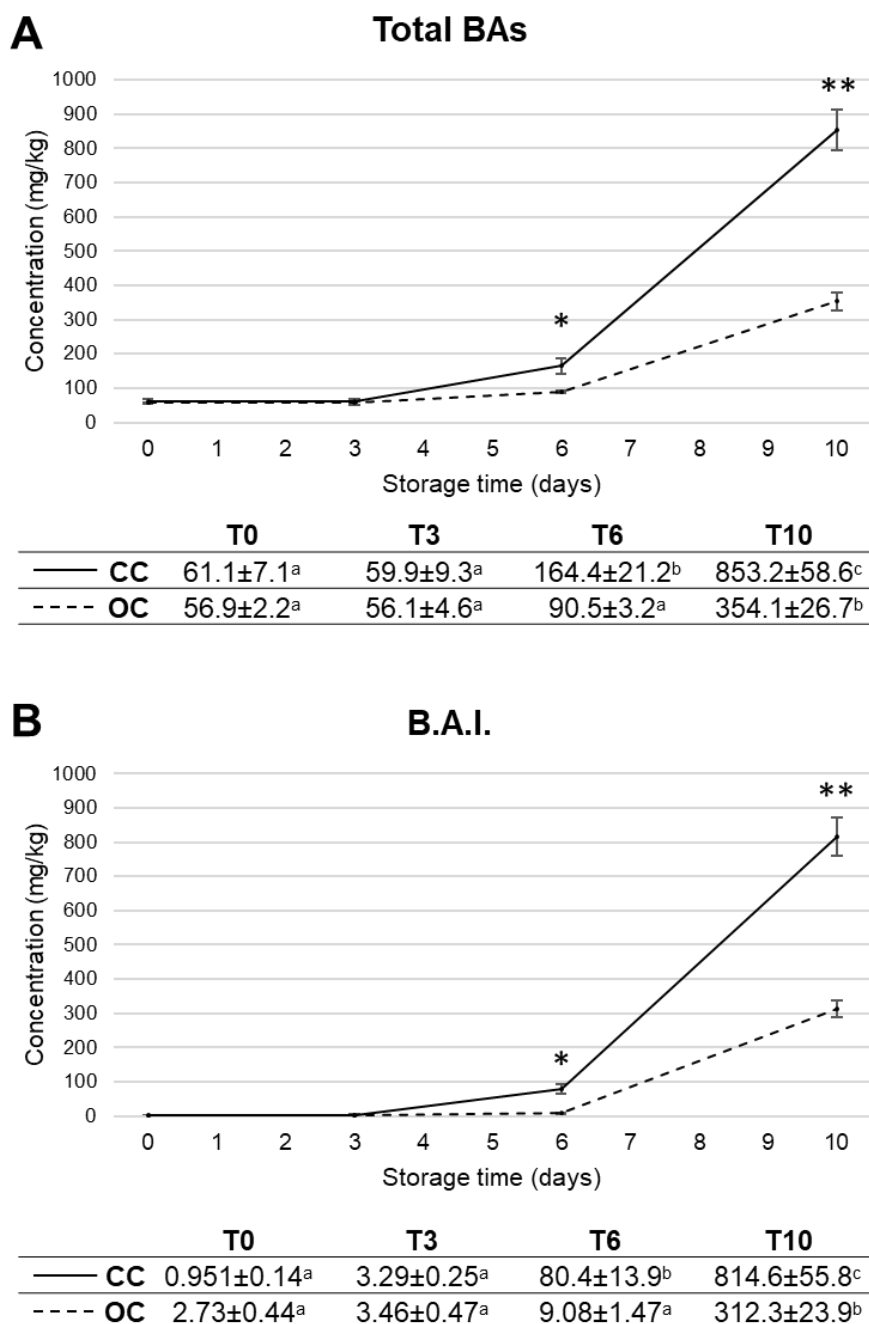 A
Total BAs
Concentration (mg/kg)
1000
900
800
700
600
500
400
300
200
100
0
*
**
0 1 2 3 4 5 6 7 8 9 10
Storage time (days)
T0 T3 T6 T10
CC 61.1±7.1ᵃ 59.9±9.3ᵃ 164.4±21.2ᵇ 853.2±58.6ᶜ
OC 56.9±2.2ᵃ 56.1±4.6ᵃ 90.5±3.2ᵃ 354.1±26.7ᵇ
B
B.A.I.
Concentration (mg/kg)
1000
900
800
700
600
500
400
300
200
100
0
*
**
0 1 2 3 4 5 6 7 8 9 10
Storage time (days)
T0 T3 T6 T10
CC 0.951±0.14ᵃ 3.29±0.25ᵃ 80.4±13.9ᵇ 814.6±55.8ᶜ
OC 2.73±0.44ᵃ 3.46±0.47ᵃ 9.08±1.47ᵃ 312.3±23.9ᵇ